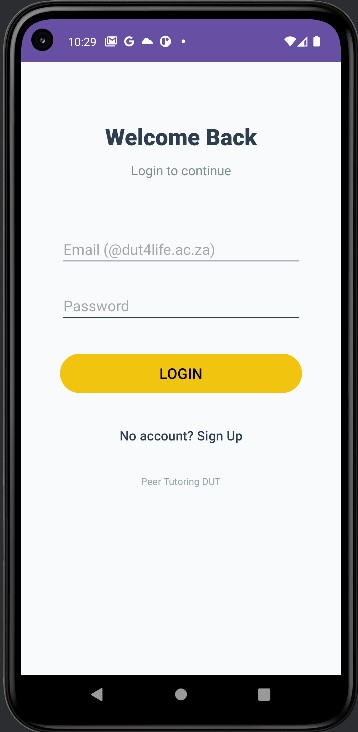 10:29
Welcome Back
Login to continue
Email (@dut4life.ac.za)
Password
LOGIN
No account? Sign Up
Peer Tutoring DUT